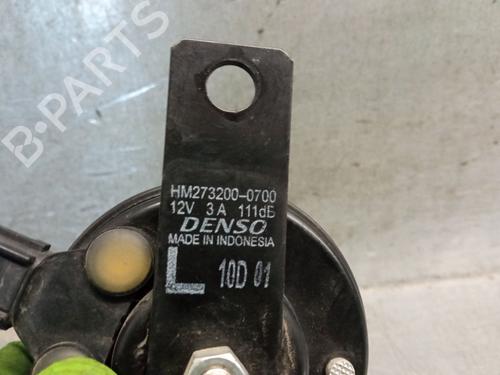 B-PARTS
HM273200-0700
12V 3A 111dB
DENSO
MADE IN INDONESIA
L 10D 01